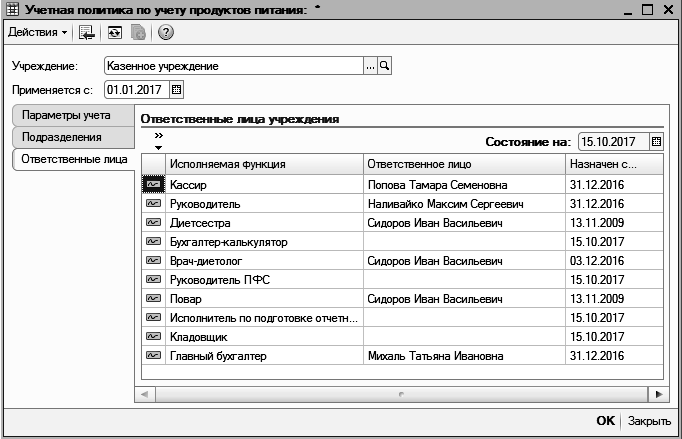 Учетная политика по учету продуктов питания: *
Действия
Учреждение: Казенное учреждение ...
Применяется с: 01.01.2017
Параметры учета
Подразделения
Ответственные лица
Ответственные лица учреждения
Состояние на: 15.10.2017
Исполняемая функция Ответственное лицо Назначен с...
Кассир Попова Тамара Семеновна 31.12.2016
Руководитель Наливайко Максим Сергеевич 31.12.2016
Диетсестра Сидоров Иван Васильевич 13.11.2009
Бухгалтер-калькулятор 15.10.2017
Врач-диетолог Сидоров Иван Васильевич 03.12.2016
Руководитель ПФС 15.10.2017
Повар Сидоров Иван Васильевич 13.11.2009
Исполнитель по подготовке отчетн... 15.10.2017
Кладовщик 15.10.2017
Главный бухгалтер Михаль Татьяна Ивановна 31.12.2016
OK Закрыть